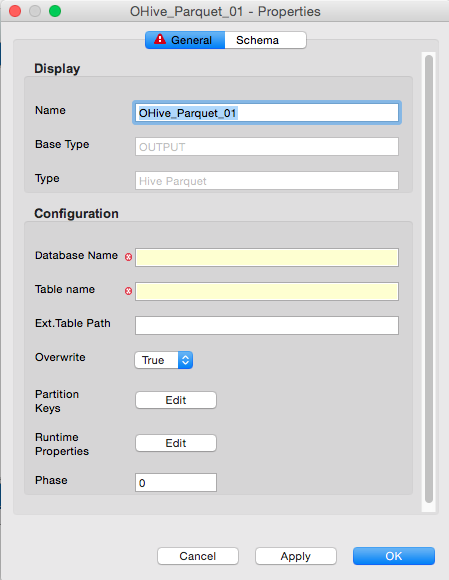 OHive_Parquet_01 - Properties
General Schema
Display
Name OHive_Parquet_01
Base Type OUTPUT
Type Hive Parquet
Configuration
Database Name
Table name
Ext.Table Path
Overwrite True
Partition
Keys Edit
Runtime
Properties Edit
Phase 0
Cancel Apply OK